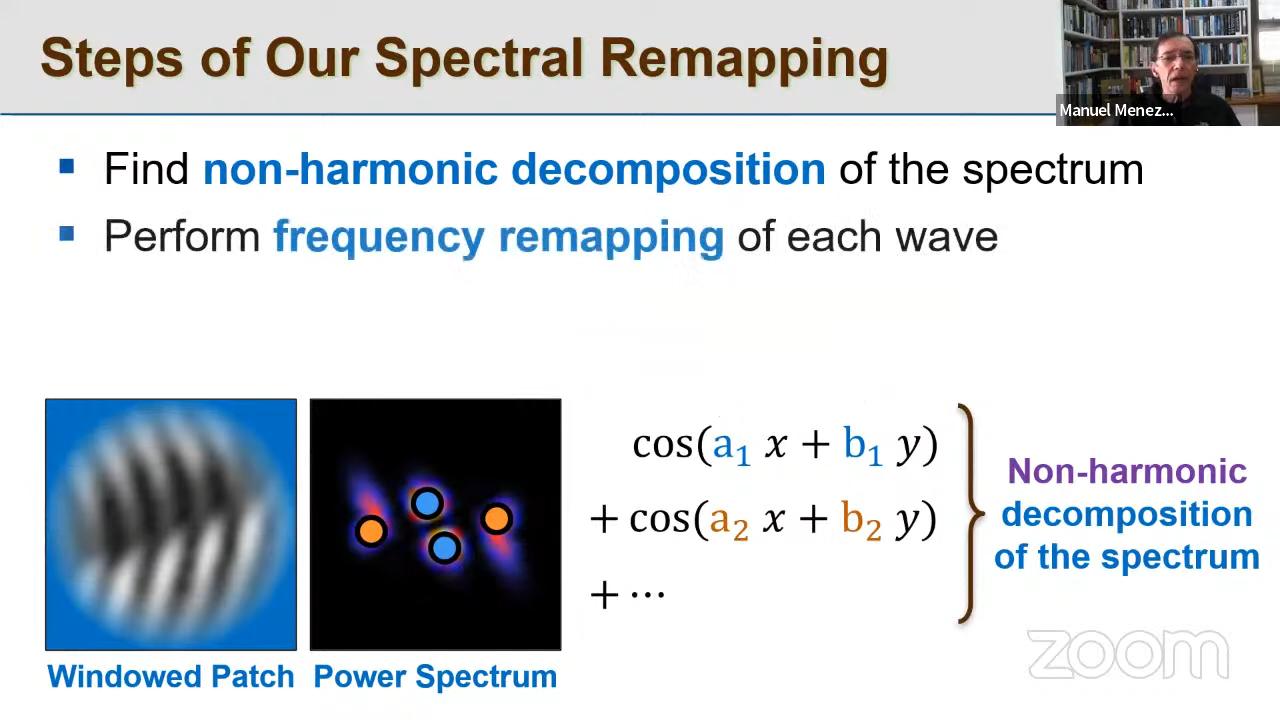 Steps of Our Spectral Remapping
Manuel Menez...
▪ Find non-harmonic decomposition of the spectrum
▪ Perform frequency remapping of each wave
cos(a₁ x + b₁ y)
+ cos(a₂ x + b₂ y)
+ ⋯
Non-harmonic
decomposition
of the spectrum
Windowed Patch
Power Spectrum
zoom